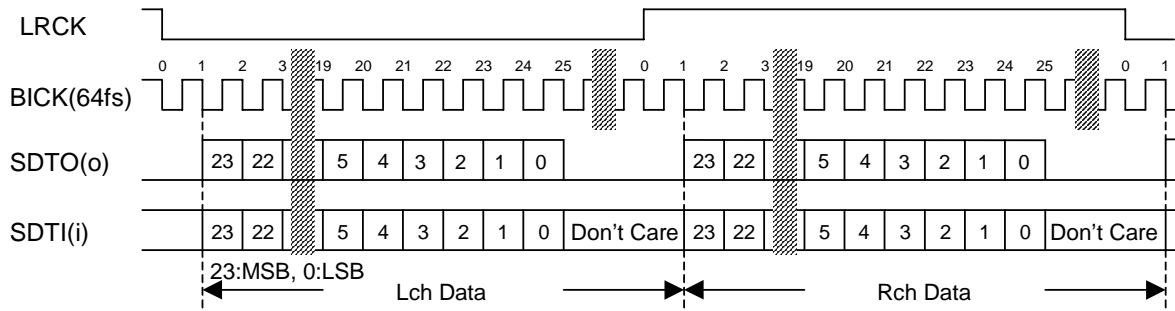 LRCK
0 1 2 3 19 20 21 22 23 24 25 0 1 2 3 19 20 21 22 23 24 25 0 1
BICK(64fs)
SDTO(o) 23 22 5 4 3 2 1 0 23 22 5 4 3 2 1 0
SDTI(i) 23 22 5 4 3 2 1 0 Don't Care 23 22 5 4 3 2 1 0 Don't Care
23:MSB, 0:LSB
Lch Data Rch Data